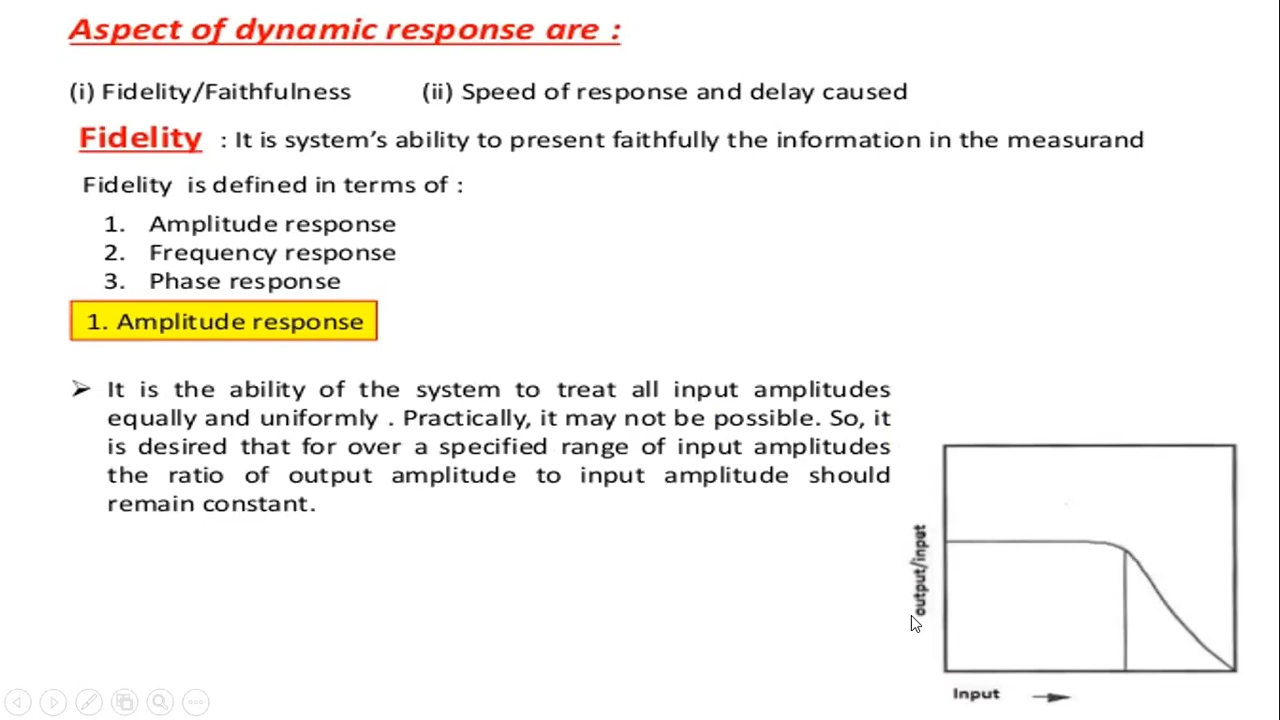 Aspect of dynamic response are :
(i) Fidelity/Faithfulness (ii) Speed of response and delay caused
Fidelity : It is system's ability to present faithfully the information in the measurand
Fidelity is defined in terms of :
1. Amplitude response
2. Frequency response
3. Phase response
1. Amplitude response
➢ It is the ability of the system to treat all input amplitudes
equally and uniformly . Practically, it may not be possible. So, it
is desired that for over a specified range of input amplitudes
the ratio of output amplitude to input amplitude should
remain constant.
output/input
Input